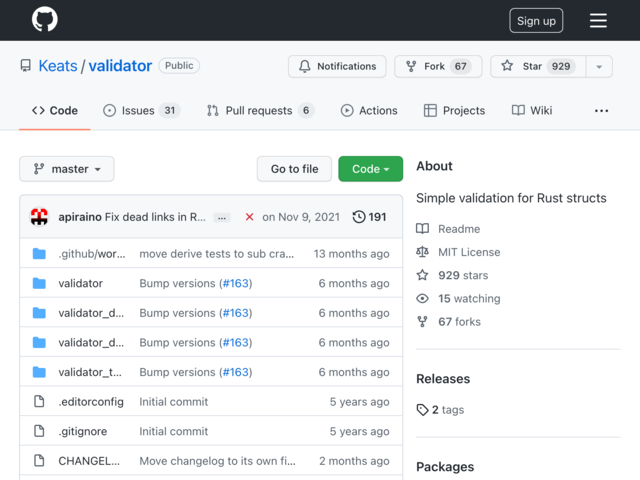 Sign up
Keats / validator Public
Notifications Fork 67 Star 929
Code Issues 31 Pull requests 6 Actions Projects Wiki ...
master Go to file Code
apiraino Fix dead links in R... ... on Nov 9, 2021 191
.github/wor... move derive tests to sub cra... 13 months ago
validator Bump versions (#163) 6 months ago
validator_d... Bump versions (#163) 6 months ago
validator_d... Bump versions (#163) 6 months ago
validator_t... Bump versions (#163) 6 months ago
.editorconfig Initial commit 5 years ago
.gitignore Initial commit 5 years ago
CHANGEL... Move changelog to its own fi... 2 months ago
About
Simple validation for Rust structs
Readme
MIT License
929 stars
15 watching
67 forks
Releases
2 tags
Packages